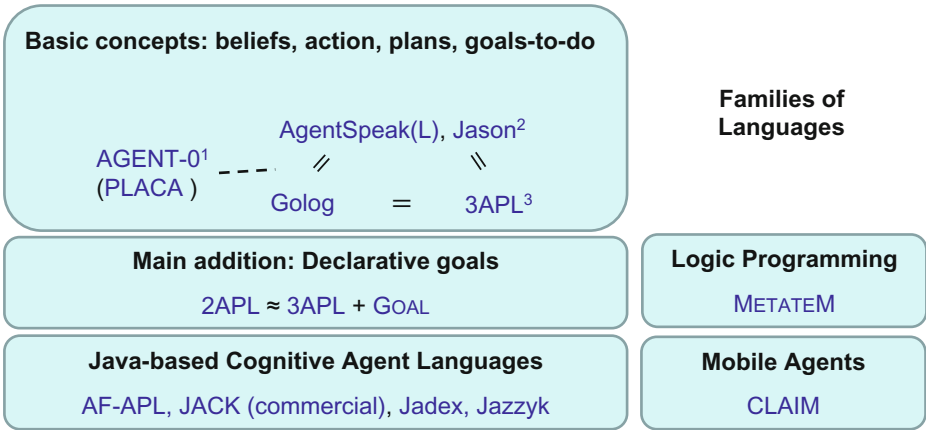 Basic concepts: beliefs, action, plans, goals-to-do
Families of
Languages
AgentSpeak(L), Jason²
AGENT-0¹
(PLACA )
Golog = 3APL³
Main addition: Declarative goals
2APL ≈ 3APL + GOAL
Logic Programming
METATEM
Java-based Cognitive Agent Languages
AF-APL, JACK (commercial), Jadex, Jazzyk
Mobile Agents
CLAIM